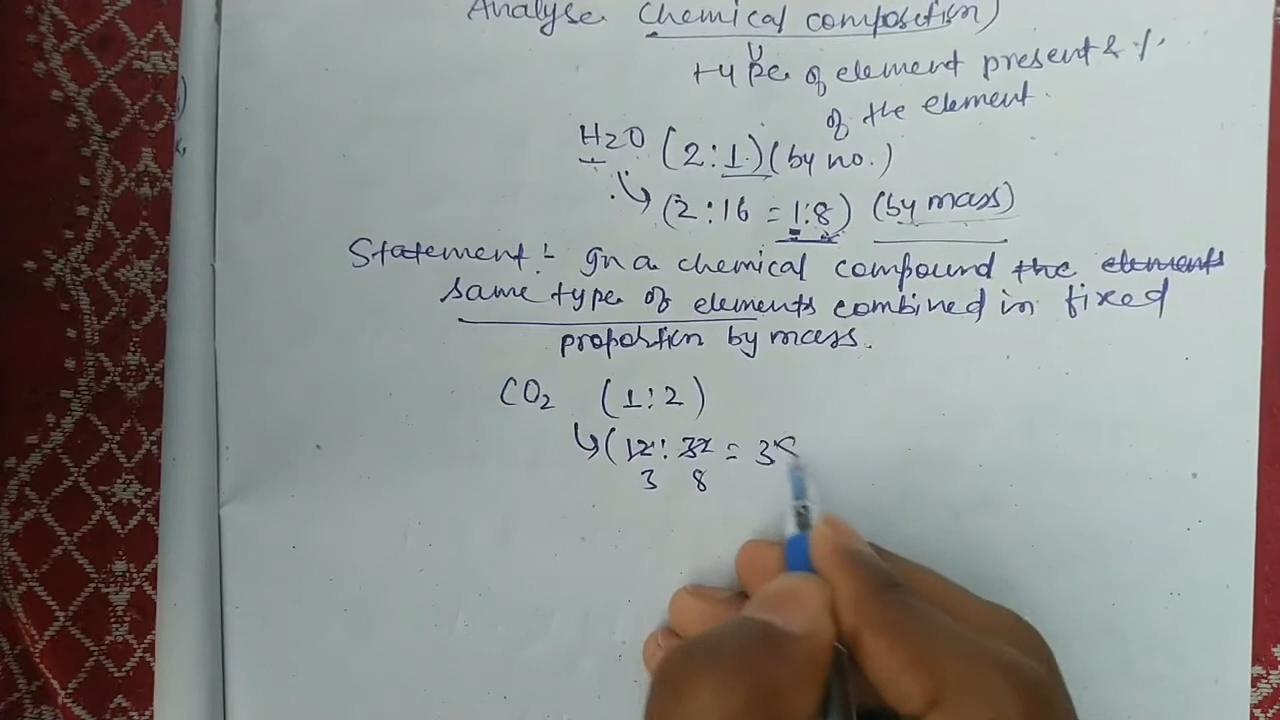 Analyse chemical composition)
type of element present & %
of the element.
H2O (2:1) (by no.)
(2:16 = 1:8) (by mass)
Statement:- In a chemical compound the elements
same type of elements combined in fixed
proportion by mass.
CO2 (1:2)
(12:32 = 38
3 8